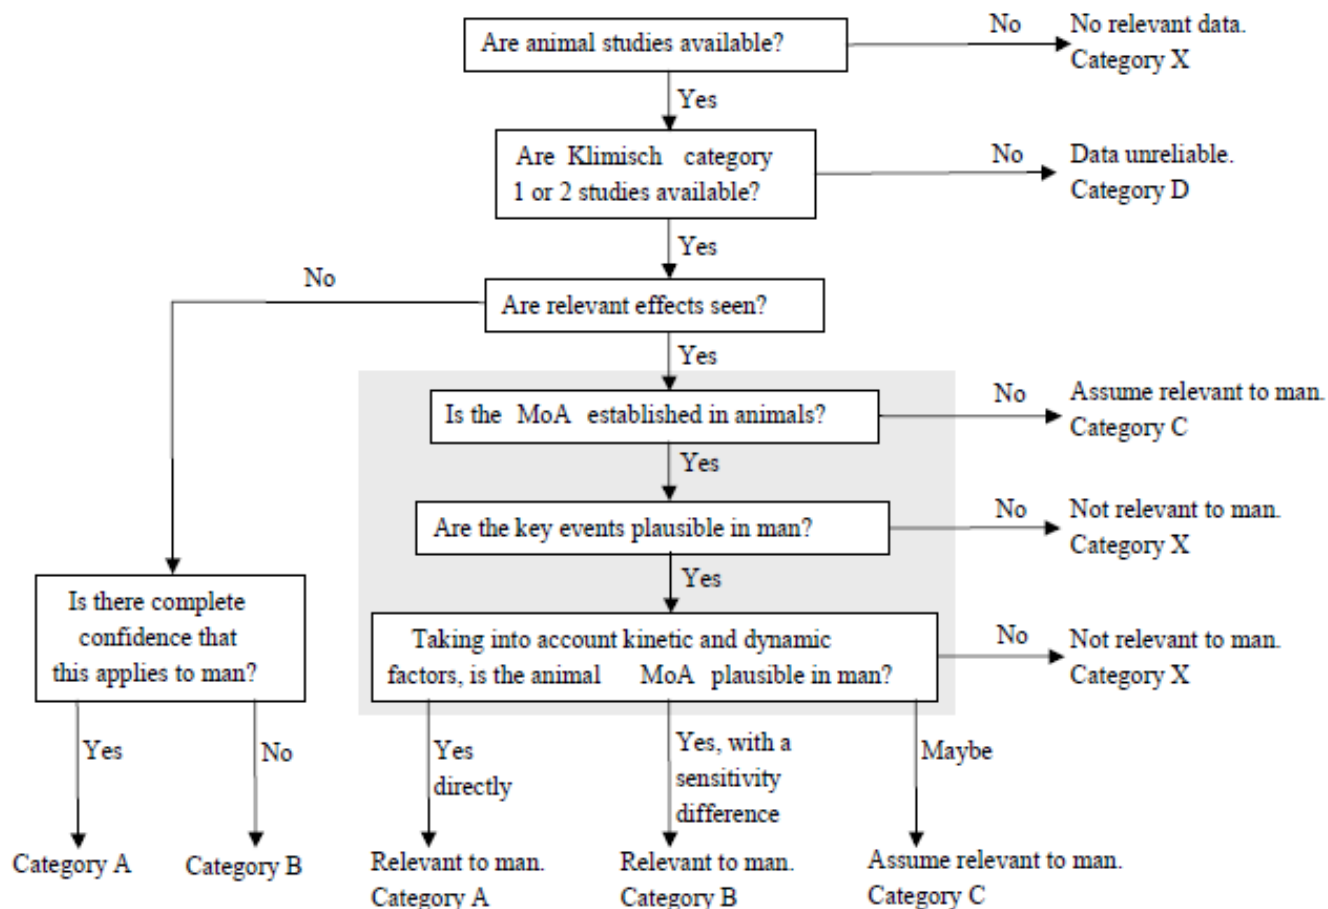 Are animal studies available?
No
No relevant data.
Category X
Yes
Are Klimisch category
1 or 2 studies available?
No
Data unreliable.
Category D
Yes
No
Are relevant effects seen?
Yes
Is the MoA established in animals?
No
Assume relevant to man.
Category C
Yes
Are the key events plausible in man?
No
Not relevant to man.
Category X
Yes
Is there complete
confidence that
this applies to man?
Taking into account kinetic and dynamic
factors, is the animal MoA plausible in man?
No
Not relevant to man.
Category X
Yes
No
Yes
directly
Yes, with a
sensitivity
difference
Maybe
Category A
Category B
Relevant to man.
Category A
Relevant to man.
Category B
Assume relevant to man.
Category C